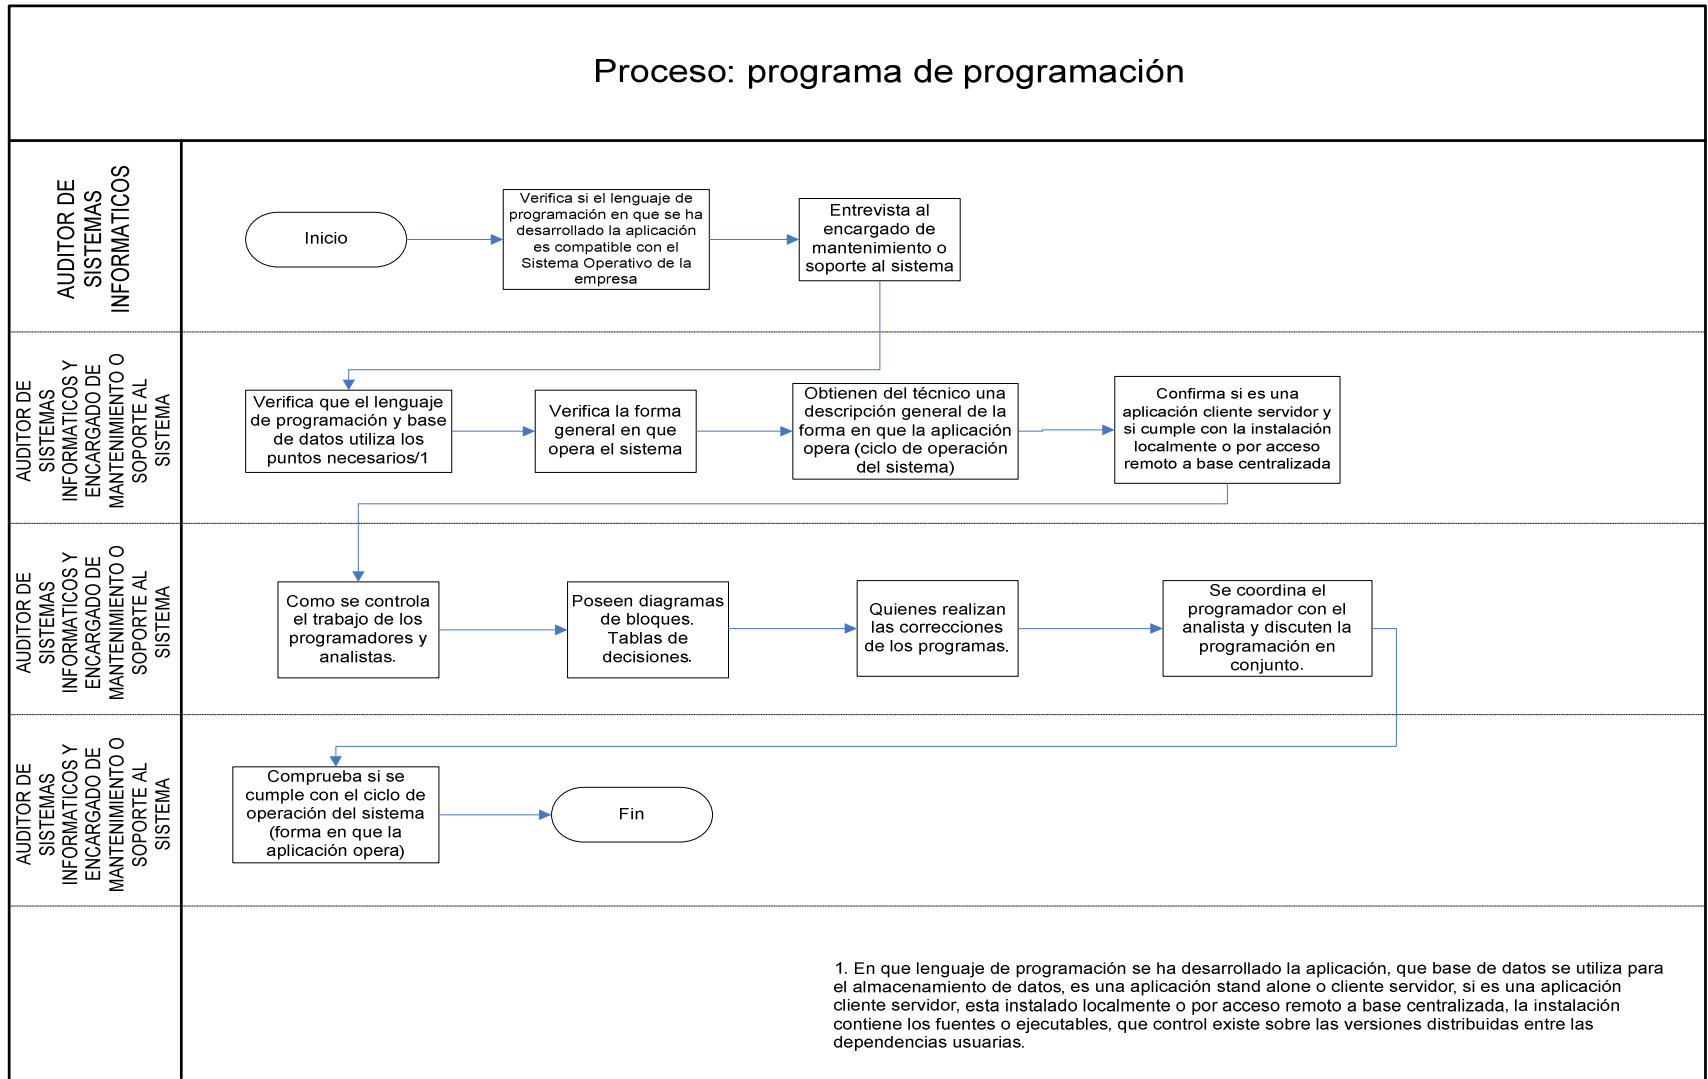 Proceso: programa de programación
AUDITOR DE
SISTEMAS
INFORMATICOS
Inicio
Verifica si el lenguaje de
programación en que se ha
desarrollado la aplicación
es compatible con el
Sistema Operativo de la
empresa
Entrevista al
encargado de
mantenimiento o
soporte al sistema
AUDITOR DE
SISTEMAS
INFORMATICOS Y
ENCARGADO DE
MANTENIMIENTO O
SOPORTE AL
SISTEMA
Verifica que el lenguaje
de programación y base
de datos utiliza los
puntos necesarios/1
Verifica la forma
general en que
opera el sistema
Obtienen del técnico una
descripción general de la
forma en que la aplicación
opera (ciclo de operación
del sistema)
Confirma si es una
aplicación cliente servidor y
si cumple con la instalación
localmente o por acceso
remoto a base centralizada
AUDITOR DE
SISTEMAS
INFORMATICOS Y
ENCARGADO DE
MANTENIMIENTO O
SOPORTE AL
SISTEMA
Como se controla
el trabajo de los
programadores y
analistas.
Poseen diagramas
de bloques.
Tablas de
decisiones.
Quienes realizan
las correcciones
de los programas.
Se coordina el
programador con el
analista y discuten la
programación en
conjunto.
AUDITOR DE
SISTEMAS
INFORMATICOS Y
ENCARGADO DE
MANTENIMIENTO O
SOPORTE AL
SISTEMA
Comprueba si se
cumple con el ciclo de
operación del sistema
(forma en que la
aplicación opera)
Fin
1. En que lenguaje de programación se ha desarrollado la aplicación, que base de datos se utiliza para
el almacenamiento de datos, es una aplicación stand alone o cliente servidor, si es una aplicación
cliente servidor, esta instalado localmente o por acceso remoto a base centralizada, la instalación
contiene los fuentes o ejecutables, que control existe sobre las versiones distribuidas entre las
dependencias usuarias.